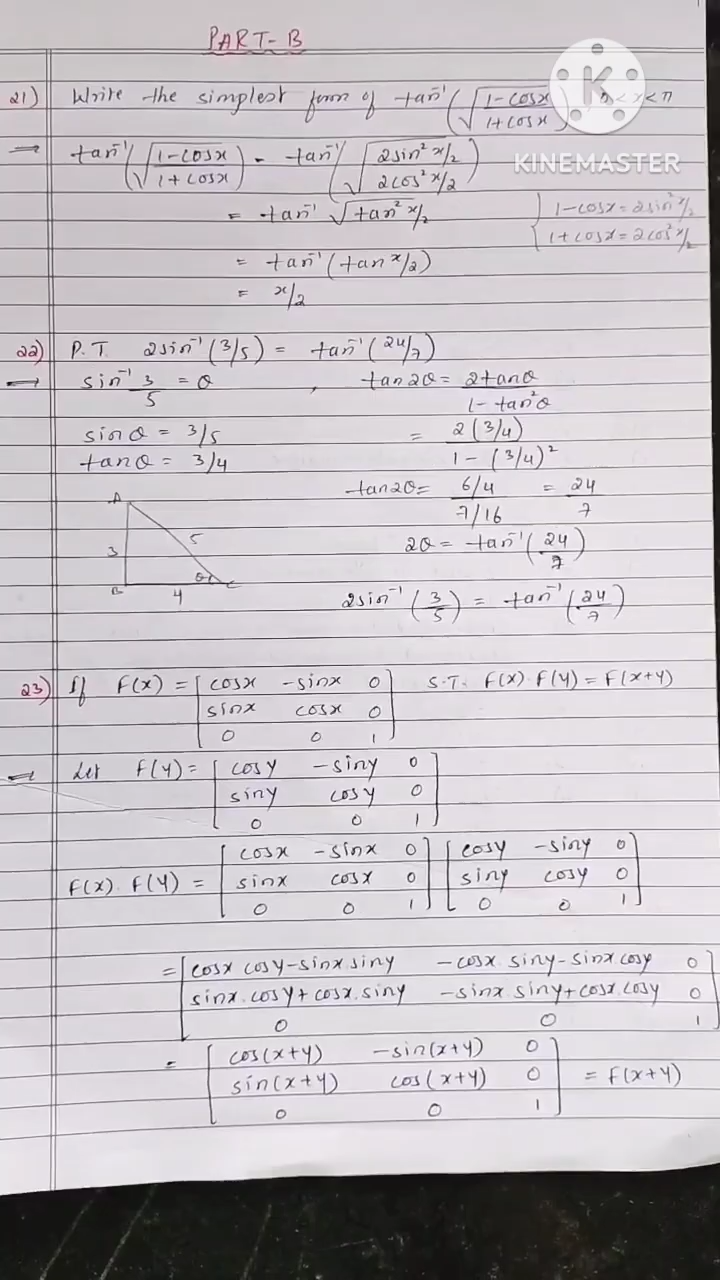 PART-B
21) Write the simplest form of tan⁻¹(√(1-cosx/1+cosx)) 0<x<π
→ tan⁻¹(√(1-cosx/1+cosx)) = tan⁻¹(√(2sin² x/2 / 2cos² x/2))
= tan⁻¹ √(tan² x/2)
1-cosx=2sin² x/2
1+cosx=2cos² x/2
= tan⁻¹(tan x/2)
= x/2
22) P.T. 2sin⁻¹(3/5) = tan⁻¹(24/7)
→ sin⁻¹ 3/5 = θ , tan2θ = 2tanθ / 1-tan²θ
sinθ = 3/5
= 2(3/4) / 1-(3/4)²
tanθ = 3/4
tan2θ = 6/4 / 7/16 = 24/7
A
3 5
B 4 θ C
2θ = tan⁻¹(24/7)
2sin⁻¹(3/5) = tan⁻¹(24/7)
23) If F(x) = [cosx -sinx 0 S.T. F(x).F(y) = F(x+y)
sinx cosx 0
0 0 1]
→ Let F(y) = [cosy -siny 0
siny cosy 0
0 0 1]
F(x).F(y) = [cosx -sinx 0 [cosy -siny 0
sinx cosx 0 siny cosy 0
0 0 1] 0 0 1]
= [cosx cosy-sinx.siny -cosx.siny-sinx cosy 0
sinx.cosy+cosx.siny -sinx.siny+cosx.cosy 0
0 0 1]
= [cos(x+y) -sin(x+y) 0
sin(x+y) cos(x+y) 0 = F(x+y)
0 0 1]
K
KINEMASTER